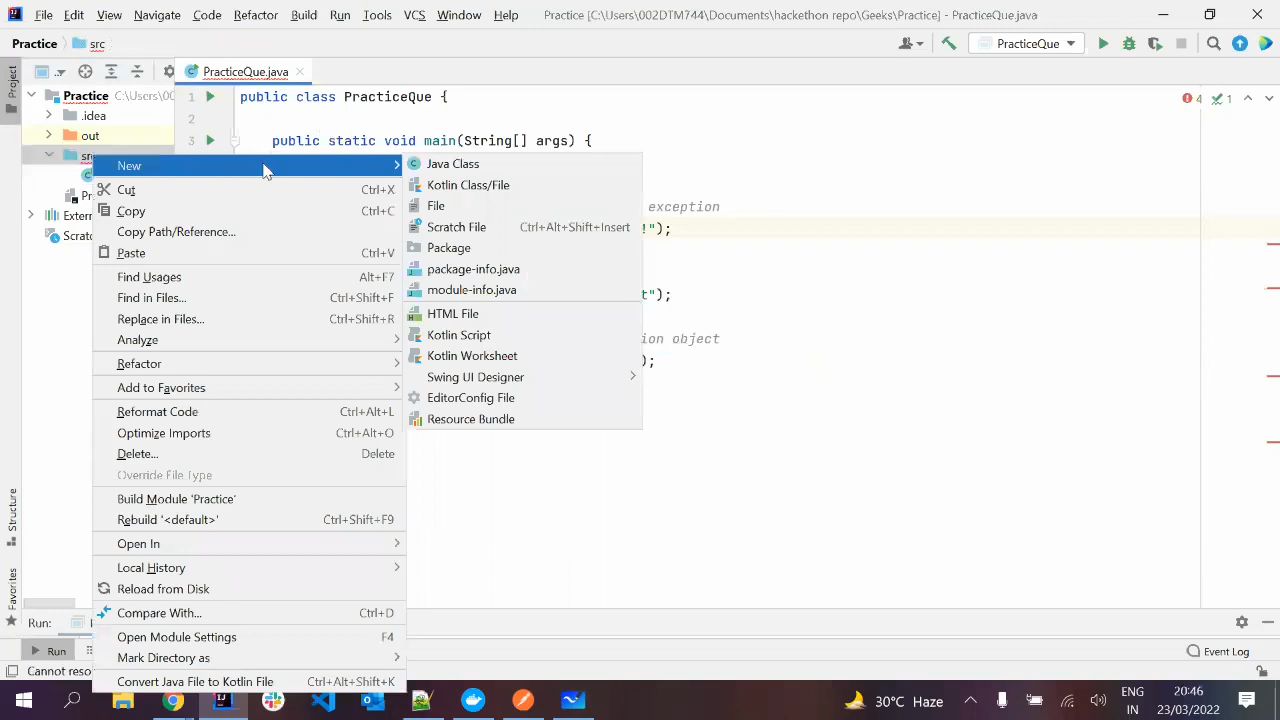 File Edit View Navigate Code Refactor Build Run Tools VCS Window Help Practice [C:\Users\002DTM744\Documents\hackethon repo\Geeks\Practice] - PracticeQue.java
Practice src PracticeQue
Project
PracticeQue.java
Practice C:\Users\00
.idea
out
src
Extern
Scratc
1 public class PracticeQue {
2
3 public static void main(String[] args) {
exception
!");
t");
ion object
);
4 1
New
Cut Ctrl+X
Copy Ctrl+C
Copy Path/Reference...
Paste Ctrl+V
Find Usages Alt+F7
Find in Files... Ctrl+Shift+F
Replace in Files... Ctrl+Shift+R
Analyze
Refactor
Add to Favorites
Reformat Code Ctrl+Alt+L
Optimize Imports Ctrl+Alt+O
Delete... Delete
Override File Type
Build Module 'Practice'
Rebuild '<default>' Ctrl+Shift+F9
Open In
Local History
Reload from Disk
Compare With... Ctrl+D
Open Module Settings F4
Mark Directory as
Convert Java File to Kotlin File Ctrl+Alt+Shift+K
Java Class
Kotlin Class/File
File
Scratch File Ctrl+Alt+Shift+Insert
Package
package-info.java
module-info.java
HTML File
Kotlin Script
Kotlin Worksheet
Swing UI Designer
EditorConfig File
Resource Bundle
Structure
Favorites
Run:
Run Event Log
Cannot reso
30°C Haze
ENG
IN
20:46
23/03/2022